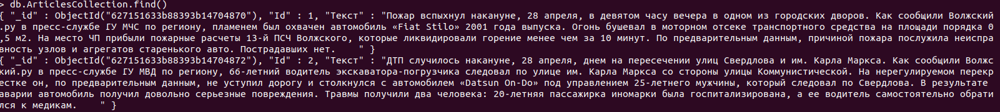 > db.ArticlesCollection.find()
{ "_id" : ObjectId("627151633b88393b14704870"), "Id" : 1, "Текст" : "Пожар вспыхнул накануне, 28 апреля, в девятом часу вечера в одном из городских дворов. Как сообщили Волжский
.ру в пресс-службе ГУ МЧС по региону, пламенем был охвачен автомобиль «Fiat Stilo» 2001 года выпуска. Огонь бушевал в моторном отсеке транспортного средства на площади порядка 0
,5 м2. На место ЧП прибыли пожарные расчеты 13-й ПСЧ Волжского, которые ликвидировали горение менее чем за 10 минут. По предварительным данным, причиной пожара послужила неиспра
вность узлов и агрегатов старенького авто. Пострадавших нет.    " }
{ "_id" : ObjectId("627151633b88393b14704872"), "Id" : 2, "Текст" : "ДТП случилось накануне, 28 апреля, днем на пересечении улиц Свердлова и им. Карла Маркса. Как сообщили Волжс
кий.ру в пресс-службе ГУ МВД по региону, 66-летний водитель экскаватора-погрузчика следовал по улице им. Карла Маркса со стороны улицы Коммунистической. На нерегулируемом перекр
естке он, по предварительным данным, не уступил дорогу и столкнулся с автомобилем «Datsun On-Do» под управлением 25-летнего мужчины, который следовал по Свердлова. В результате
аварии автомобиль получил довольно серьезные повреждения. Травмы получили два человека: 20-летняя пассажирка иномарки была госпитализирована, а ее водитель самостоятельно обрати
лся к медикам.    " }